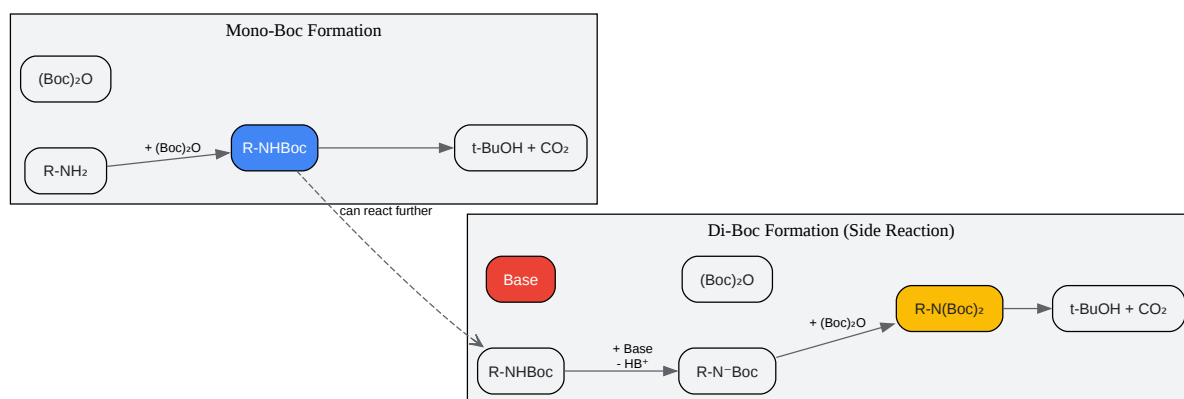 Mono-Boc Formation
(Boc)₂O
R-NH₂
+ (Boc)₂O
R-NHBoc
t-BuOH + CO₂
can react further
Di-Boc Formation (Side Reaction)
Base
(Boc)₂O
R-NHBoc
+ Base
- HB⁺
R-N⁻Boc
+ (Boc)₂O
R-N(Boc)₂
t-BuOH + CO₂